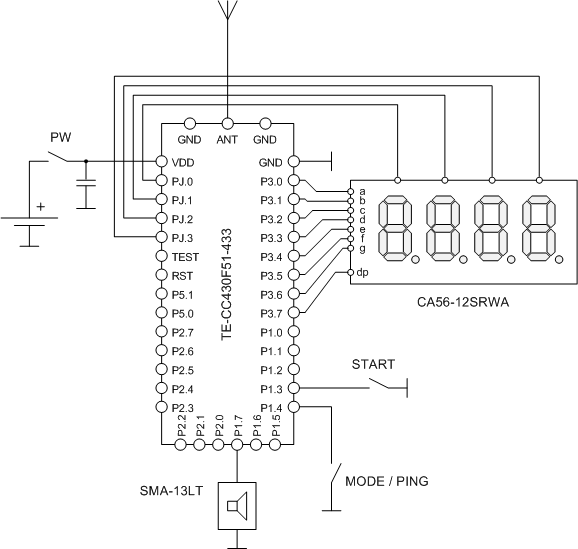 PW
+
GND
ANT
GND
VDD
PJ.0
PJ.1
PJ.2
PJ.3
TEST
RST
P5.1
P5.0
P2.7
P2.6
P2.5
P2.4
P2.3
TE-CC430F51-433
GND
P3.0
P3.1
P3.2
P3.3
P3.4
P3.5
P3.6
P3.7
P1.0
P1.1
P1.2
P1.3
P1.4
P2.2
P2.1
P2.0
P1.7
P1.6
P1.5
a
b
c
d
e
f
g
dp
8.8.8.8.
CA56-12SRWA
START
MODE / PING
SMA-13LT